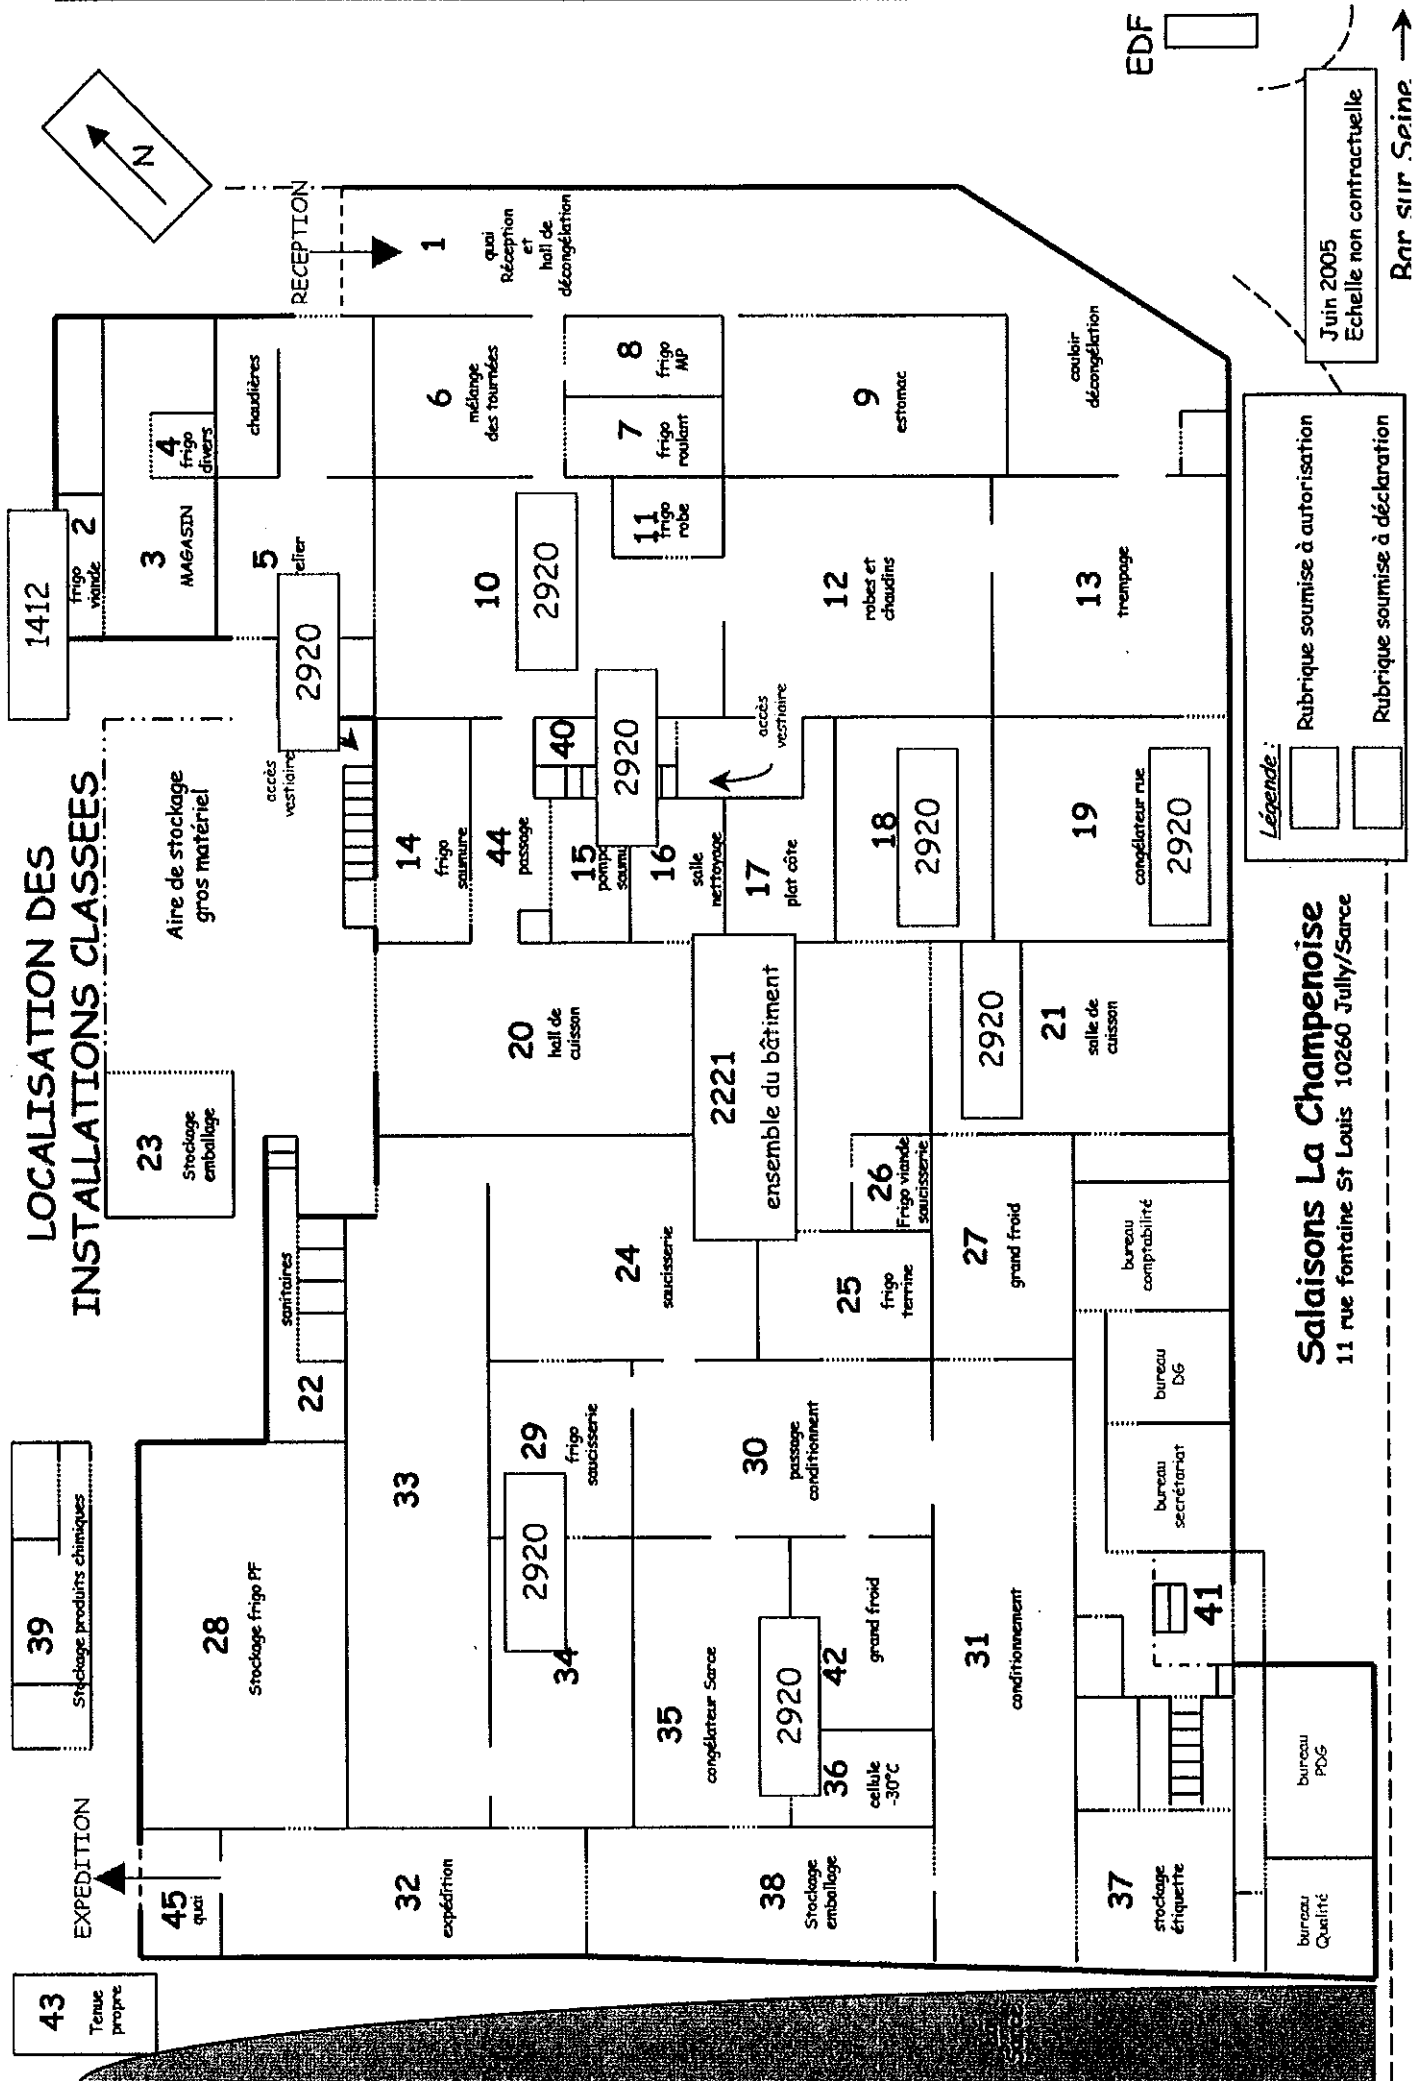 LOCALISATION DES
INSTALLATIONS CLASSEES
43
Tenue
propre
EXPEDITION
45
quai
39
Stockage produits chimiques
28
Stockage frigo PF
22
sanitaires
23
Stockage
emballage
Aire de stockage
gros matériel
accès
vestiaire
1412
frigo
viande
2
3
MAGASIN
4
frigo
divers
5
elier
2920
chaudières
N
RECEPTION
1
quai
Réception
et
hall de
décongélation
32
expédition
33
34
2920
29
frigo
saucisserie
24
saucisserie
20
hall de
cuisson
14
frigo
saumure
44
passage
15
16
salle
nettoyage
40
2920
accès
vestiaire
10
2920
6
mélange
des tournées
11
frigo
robe
7
frigo
roulant
8
frigo
MP
38
Stockage
emballage
35
congélateur Sarce
2920
36
cellule
-30°C
42
grand froid
30
passage
conditionnement
25
frigo
terrine
26
Frigo viande
saucisserie
2221
ensemble du bâtiment
17
plat côte
18
2920
12
robes et
chaudins
9
estomac
31
conditionnement
27
grand froid
21
salle de
cuisson
2920
19
congélateur rue
2920
13
trempage
couloir
décongélation
37
stockage
étiquette
41
bureau
secrétariat
bureau
DG
bureau
comptabilité
bureau
Qualité
bureau
PDG
Sarce
Salaisons La Champenoise
11 rue fontaine St Louis 10260 Jully/Sarce
Légende :
Rubrique soumise à autorisation
Rubrique soumise à déclaration
Juin 2005
Echelle non contractuelle
EDF
Bar sur Seine